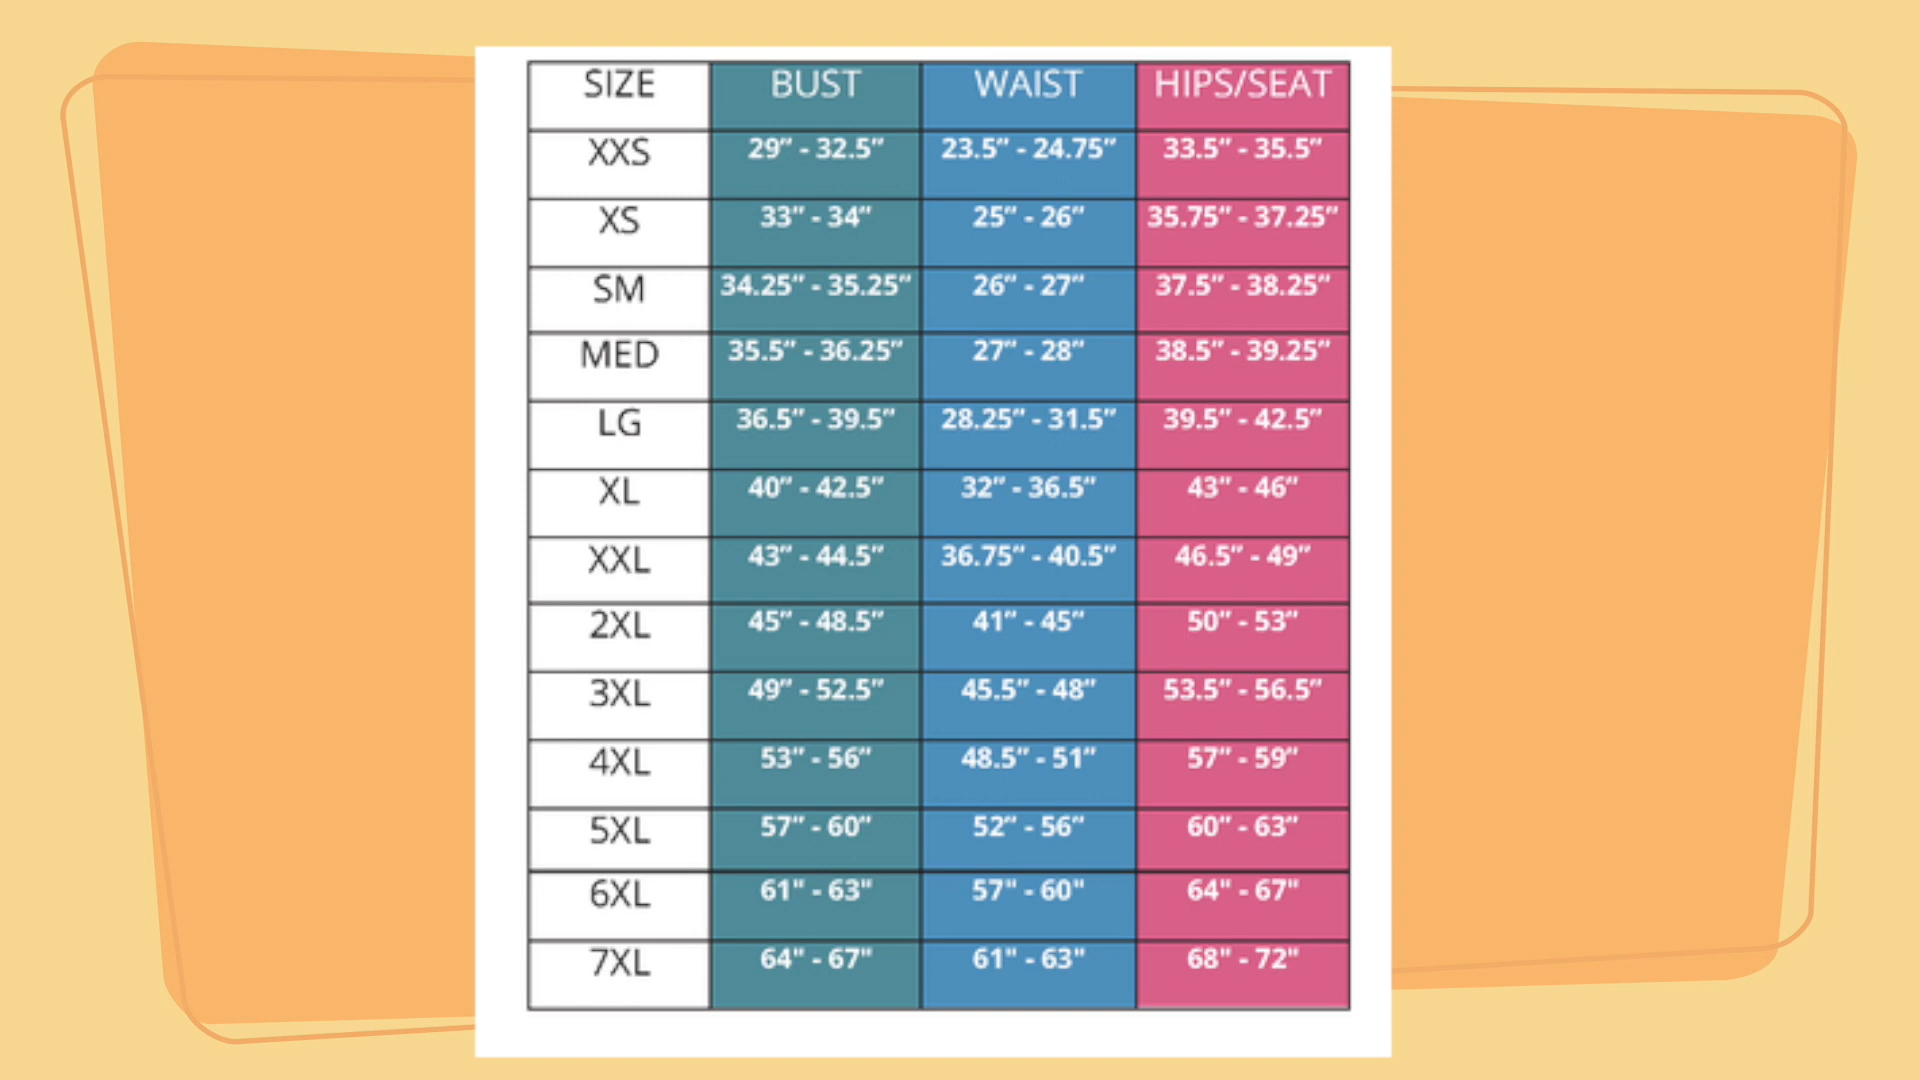 SIZE BUST WAIST HIPS/SEAT
XXS 29” - 32.5” 23.5” - 24.75” 33.5” - 35.5”
XS 33” - 34” 25” - 26” 35.75” - 37.25”
SM 34.25” - 35.25” 26” - 27” 37.5” - 38.25”
MED 35.5” - 36.25” 27” - 28” 38.5” - 39.25”
LG 36.5” - 39.5” 28.25” - 31.5” 39.5” - 42.5”
XL 40” - 42.5” 32” - 36.5” 43” - 46”
XXL 43” - 44.5” 36.75” - 40.5” 46.5” - 49”
2XL 45” - 48.5” 41” - 45” 50” - 53”
3XL 49” - 52.5” 45.5” - 48” 53.5” - 56.5”
4XL 53” - 56” 48.5” - 51” 57” - 59”
5XL 57” - 60” 52” - 56” 60” - 63”
6XL 61" - 63" 57" - 60" 64" - 67"
7XL 64" - 67" 61" - 63" 68" - 72"